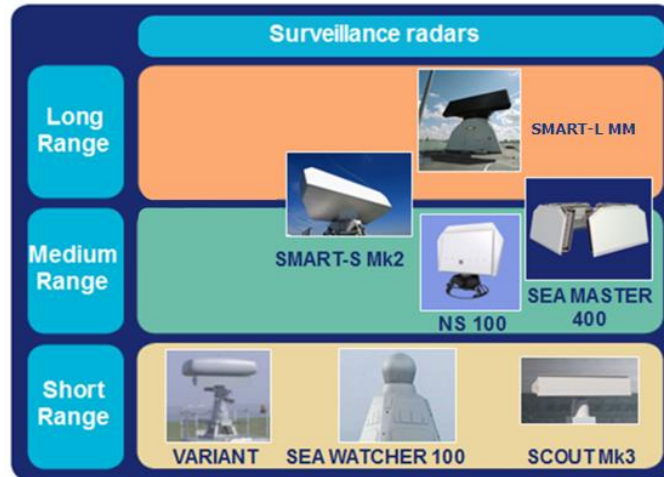 Surveillance radars
Long
Range
SMART-L MM
Medium
Range
SMART-S Mk2
NS 100
SEA MASTER
400
Short
Range
VARIANT
SEA WATCHER 100
SCOUT Mk3